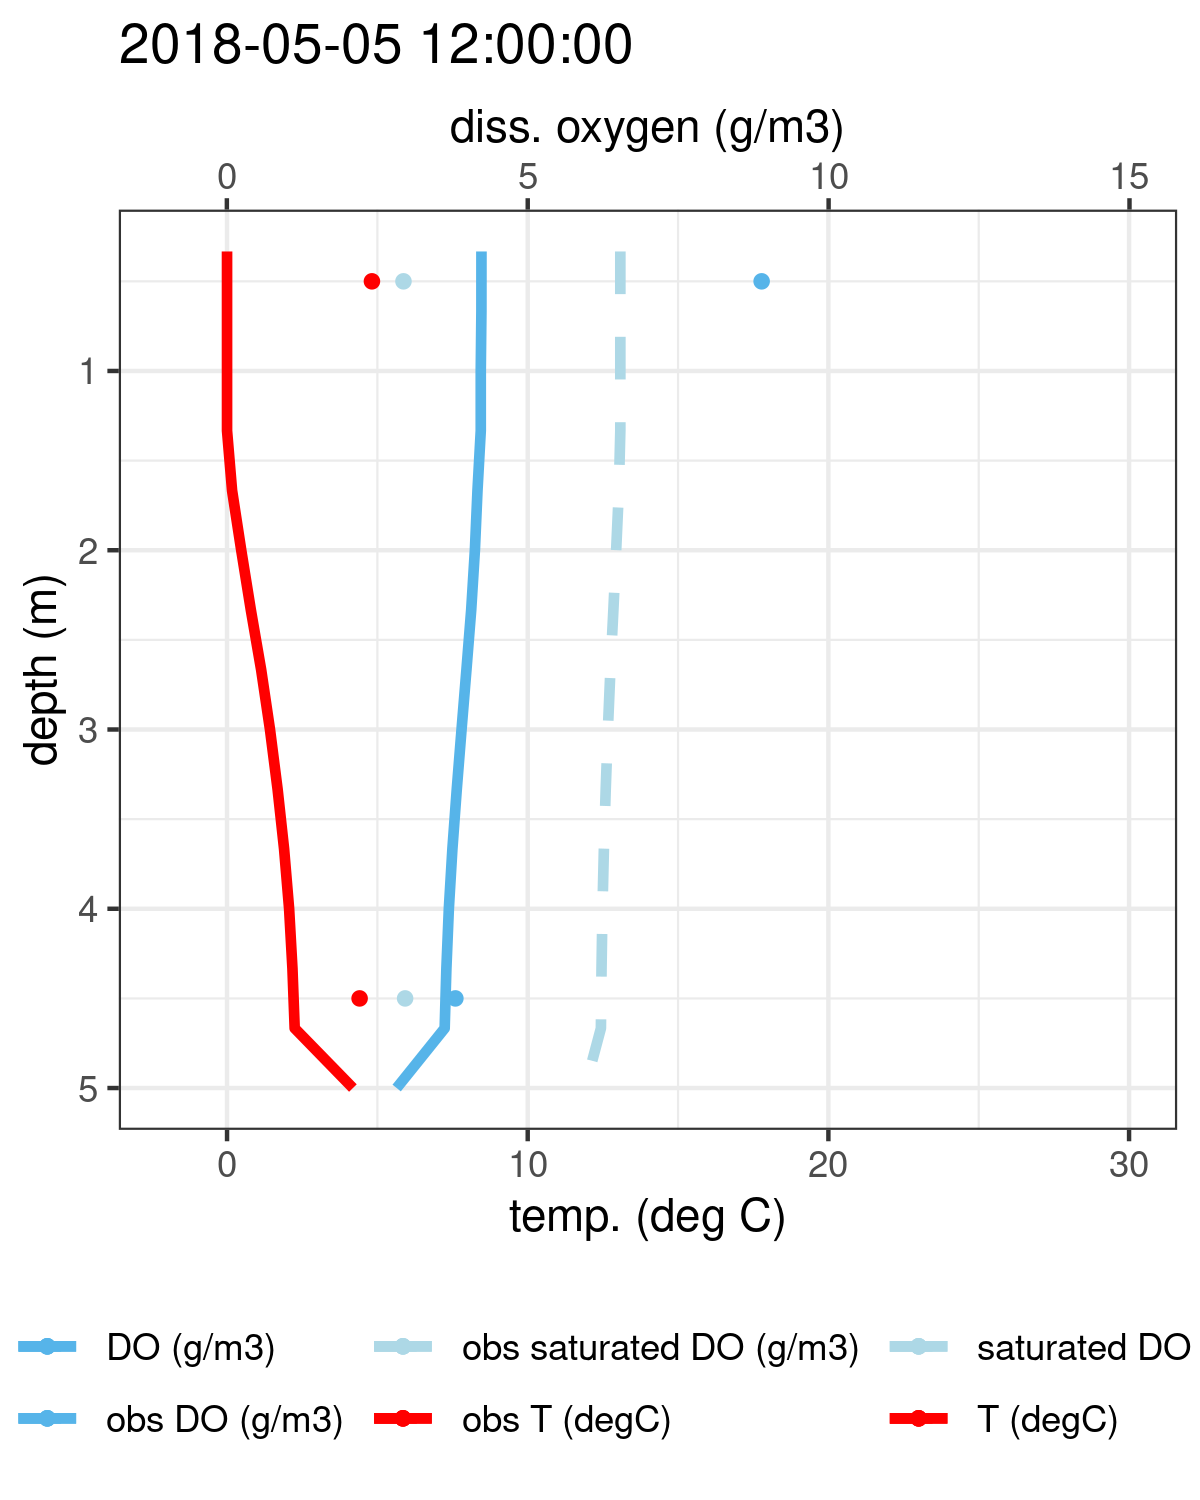 2018-05-05 12:00:00
diss. oxygen (g/m3)
0 5 10 15
depth (m)
1
2
3
4
5
0 10 20 30
temp. (deg C)
DO (g/m3) obs saturated DO (g/m3) saturated DO
obs DO (g/m3) obs T (degC) T (degC)